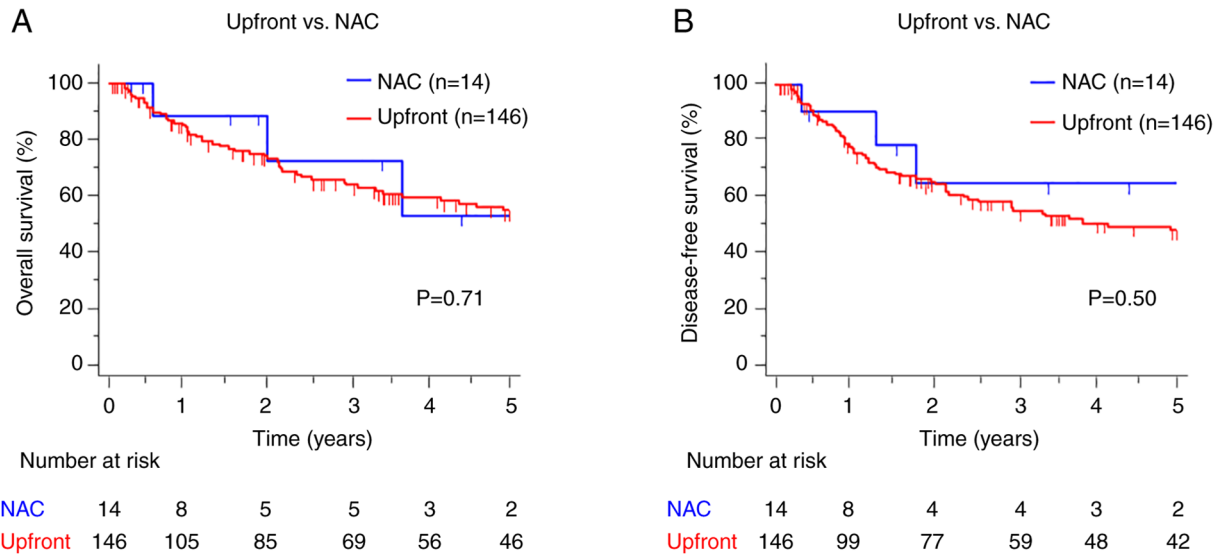 A
Upfront vs. NAC
Overall survival (%)
100
80
60
40
20
0
NAC (n=14)
Upfront (n=146)
P=0.71
0 1 2 3 4 5
Time (years)
Number at risk
NAC 14 8 5 5 3 2
Upfront 146 105 85 69 56 46
B
Upfront vs. NAC
Disease-free survival (%)
100
80
60
40
20
0
NAC (n=14)
Upfront (n=146)
P=0.50
0 1 2 3 4 5
Time (years)
Number at risk
NAC 14 8 4 4 3 2
Upfront 146 99 77 59 48 42